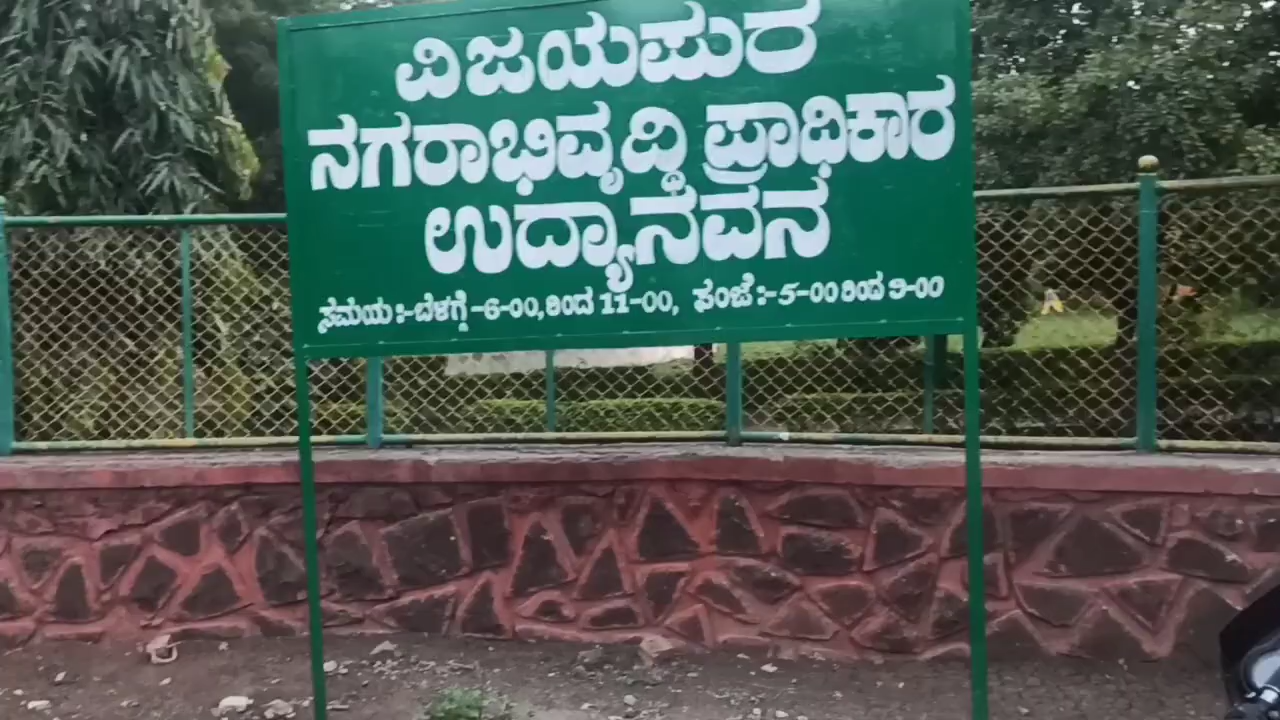 ವಿಜಯಪುರ
ನಗರಾಭಿವೃದ್ಧಿ ಪ್ರಾಧಿಕಾರ
ಉದ್ಯಾನವನ
ಸಮಯ :- ಬೆಳಗ್ಗೆ -6-00, ರಿಂದ 11-00, ಸಂಜೆ :- 5-00 ರಿಂದ 9-00